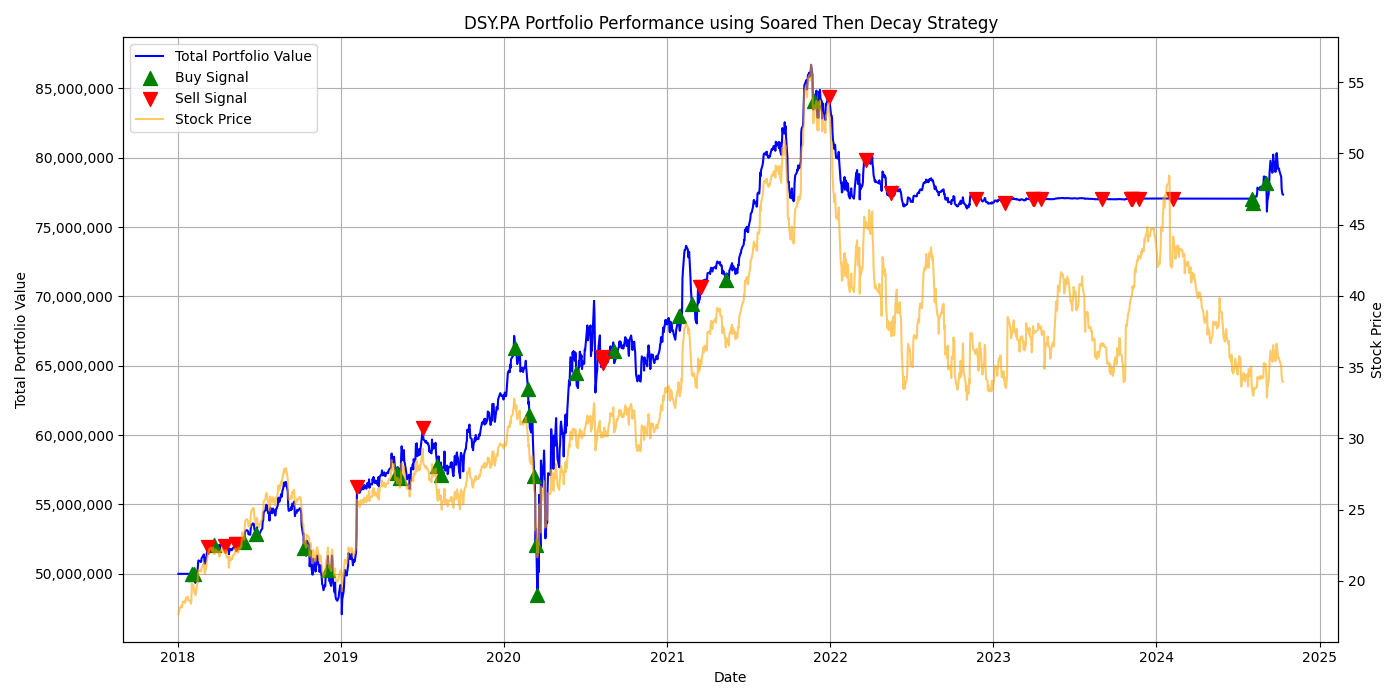 DSY.PA Portfolio Performance using Soared Then Decay Strategy
Total Portfolio Value
Buy Signal
Sell Signal
Stock Price
85,000,000
80,000,000
75,000,000
70,000,000
65,000,000
60,000,000
55,000,000
50,000,000
Total Portfolio Value
55
50
45
40
35
30
25
20
Stock Price
2018 2019 2020 2021 2022 2023 2024 2025
Date